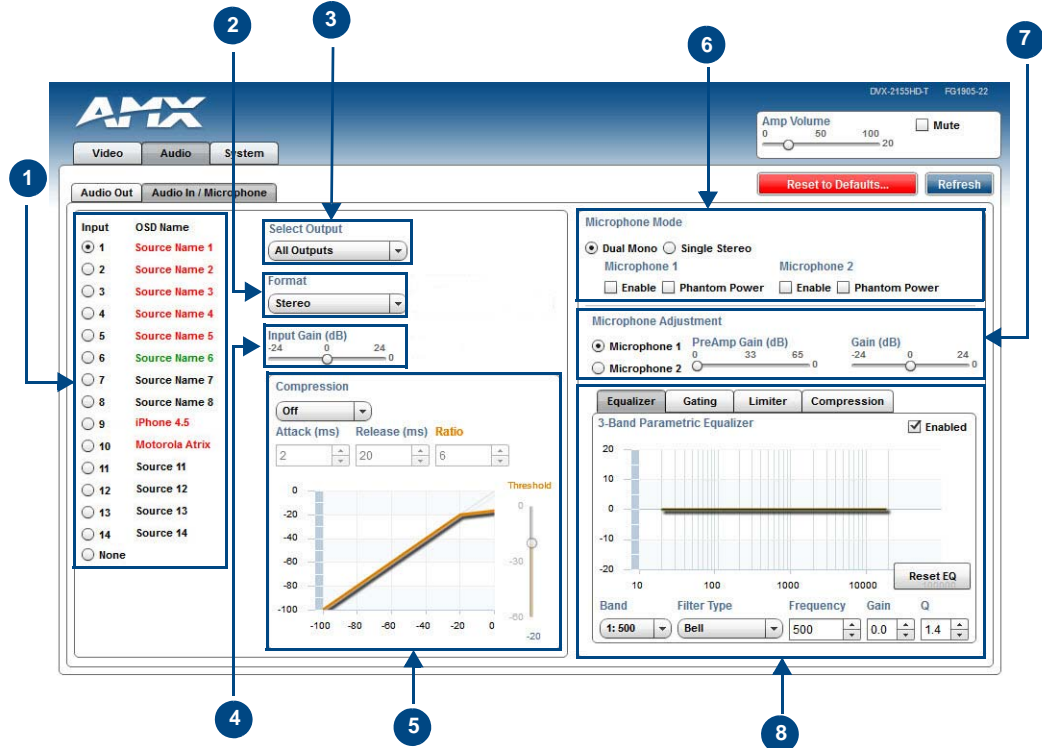 2
3
6
7
DVX-2155HD-T FG1905-22
AMX
Amp Volume
0 50 100
20
Mute
Video Audio System
1
Reset to Defaults... Refresh
Audio Out Audio In / Microphone
Input OSD Name
1 Source Name 1
2 Source Name 2
3 Source Name 3
4 Source Name 4
5 Source Name 5
6 Source Name 6
7 Source Name 7
8 Source Name 8
9 iPhone 4.5
10 Motorola Atrix
11 Source 11
12 Source 12
13 Source 13
14 Source 14
None
Select Output
All Outputs
Format
Stereo
Input Gain (dB)
-24 0 24
0
Compression
Off
Attack (ms) Release (ms) Ratio
2 20 6
Threshold
0
-20
-40
-60
-80
-100
-100 -80 -60 -40 -20 0
0
-30
-60
-20
Microphone Mode
Dual Mono Single Stereo
Microphone 1 Microphone 2
Enable Phantom Power Enable Phantom Power
Microphone Adjustment
Microphone 1
Microphone 2
PreAmp Gain (dB)
0 33 65
0
Gain (dB)
-24 0 24
0
Equalizer Gating Limiter Compression
3-Band Parametric Equalizer
Enabled
20
10
0
-10
-20
10 100 1000 10000
Reset EQ
Band Filter Type Frequency Gain Q
1: 500 Bell 500 0.0 1.4
4
5
8